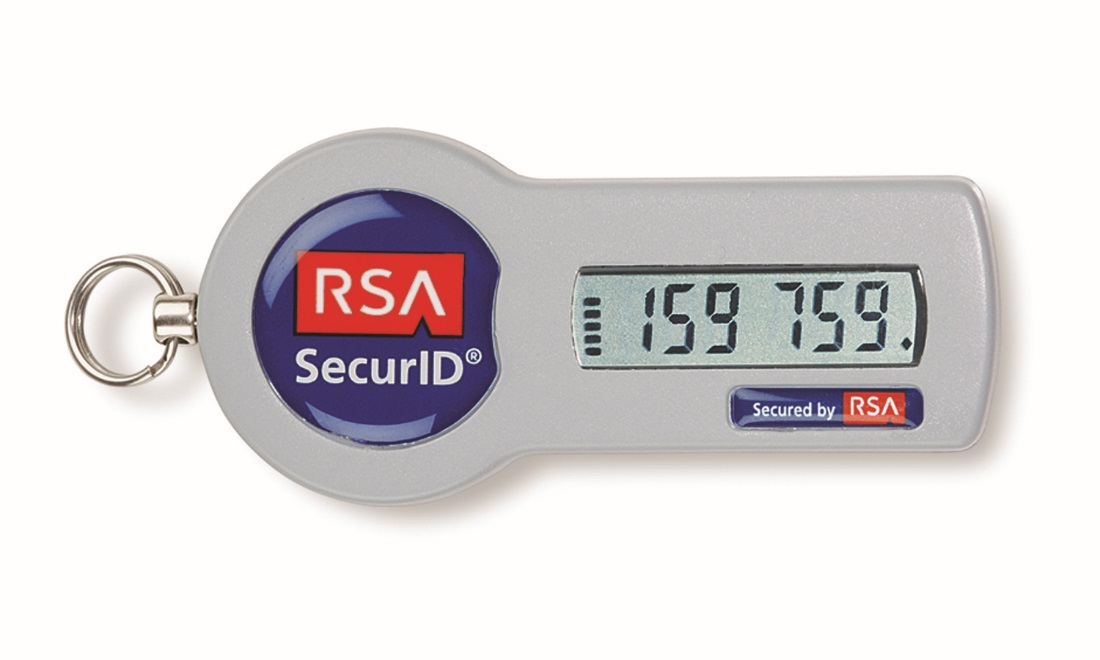 RSA
SecurID®
159 759.
Secured by RSA